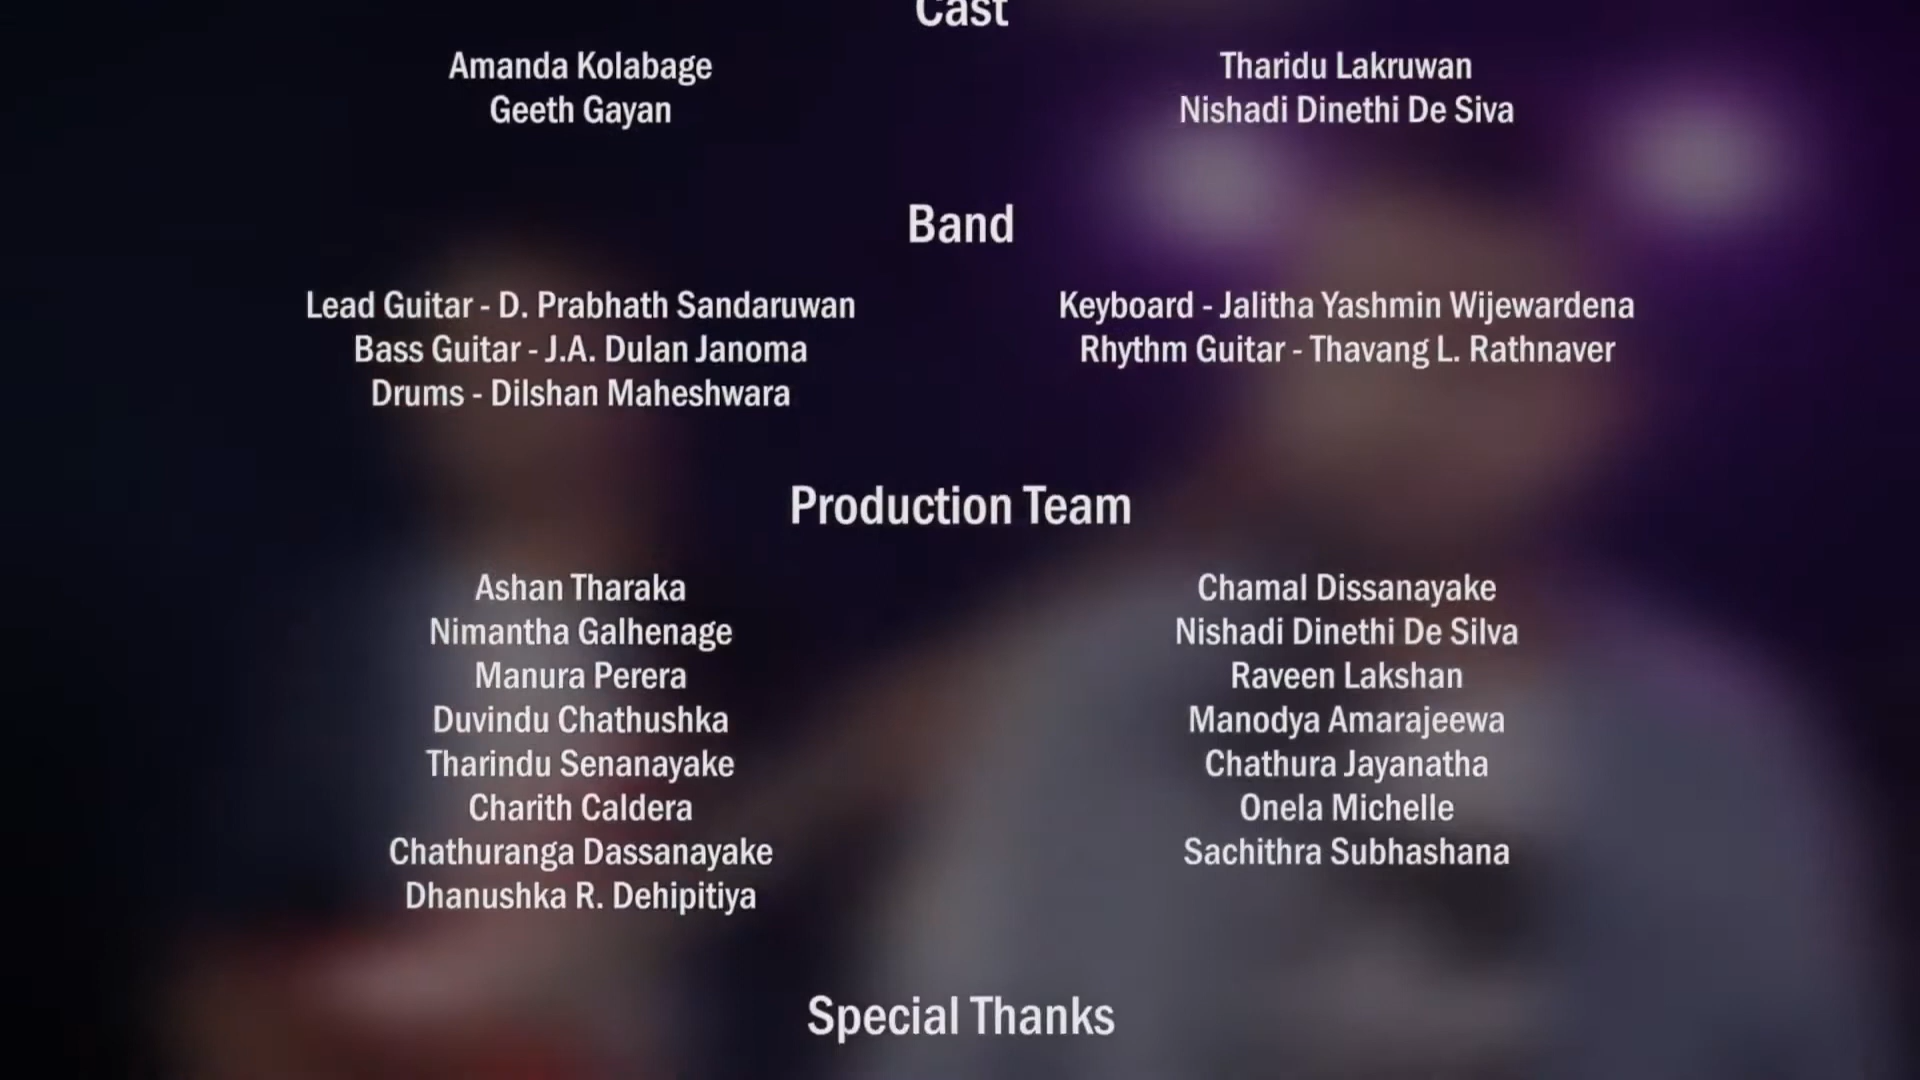 Cast
Amanda Kolabage
Geeth Gayan
Tharidu Lakruwan
Nishadi Dinethi De Siva
Band
Lead Guitar - D. Prabhath Sandaruwan
Bass Guitar - J.A. Dulan Janoma
Drums - Dilshan Maheshwara
Keyboard - Jalitha Yashmin Wijewardena
Rhythm Guitar - Thavang L. Rathnaver
Production Team
Ashan Tharaka
Nimantha Galhenage
Manura Perera
Duvindu Chathushka
Tharindu Senanayake
Charith Caldera
Chathuranga Dassanayake
Dhanushka R. Dehipitiya
Chamal Dissanayake
Nishadi Dinethi De Silva
Raveen Lakshan
Manodya Amarajeewa
Chathura Jayanatha
Onela Michelle
Sachithra Subhashana
Special Thanks